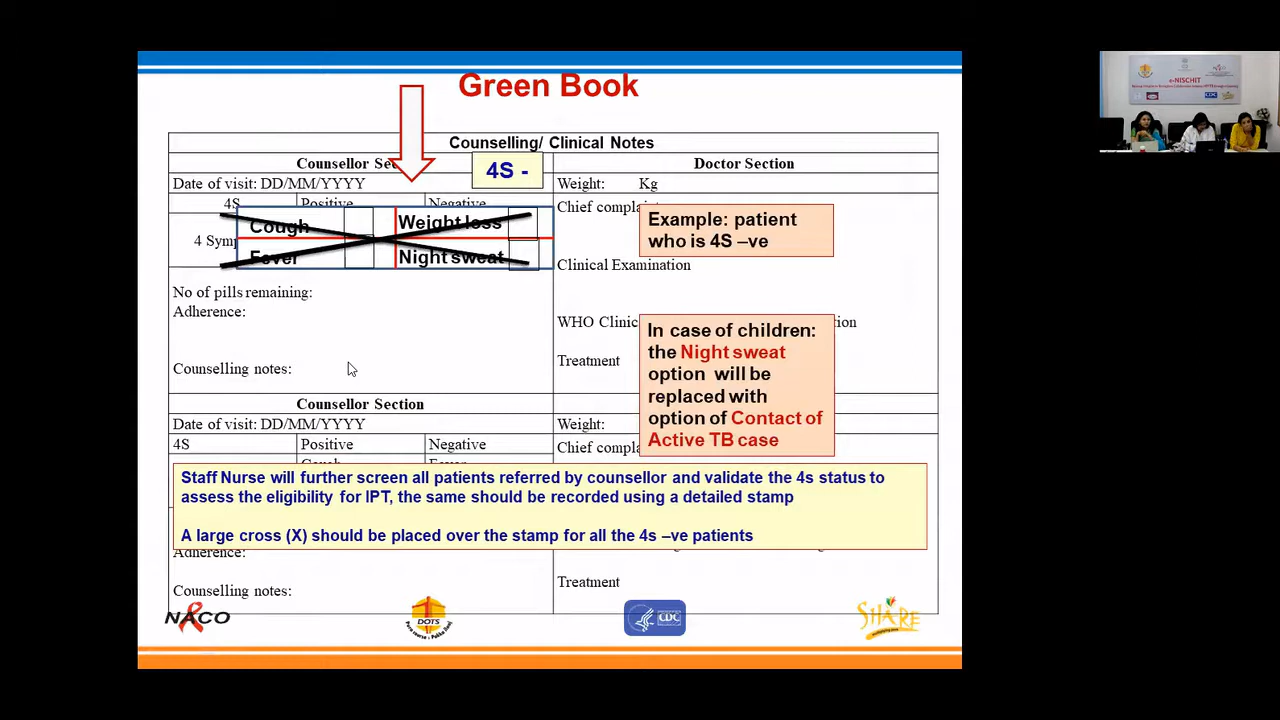 Green Book
Counselling/ Clinical Notes
Counsellor Sec
Doctor Section
4S -
Date of visit: DD/MM/YYYY
Weight: Kg
4S Positive Negative
Chief complain
Cough
Weight loss
4 Symp
Fever
Night sweat
Example: patient
who is 4S –ve
Clinical Examination
No of pills remaining:
Adherence:
WHO Clinic
tion
In case of children:
the Night sweat
option will be
replaced with
option of Contact of
Active TB case
Treatment
Counselling notes:
Counsellor Section
Date of visit: DD/MM/YYYY
Weight:
4S Positive Negative
Chief compla
Staff Nurse will further screen all patients referred by counsellor and validate the 4s status to
assess the eligibility for IPT, the same should be recorded using a detailed stamp
A large cross (X) should be placed over the stamp for all the 4s –ve patients
Adherence:
Treatment
Counselling notes:
NACO
DOTS
CDC
SHARE
e-NISCHIT
CDC